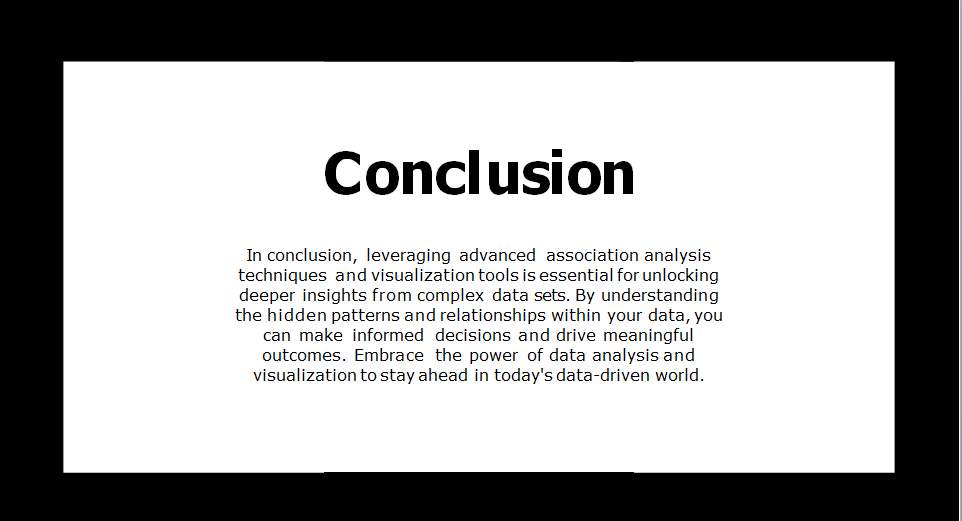 Conclusion
In conclusion, leveraging advanced association analysis
techniques and visualization tools is essential for unlocking
deeper insights from complex data sets. By understanding
the hidden patterns and relationships within your data, you
can make informed decisions and drive meaningful
outcomes. Embrace the power of data analysis and
visualization to stay ahead in today's data-driven world.